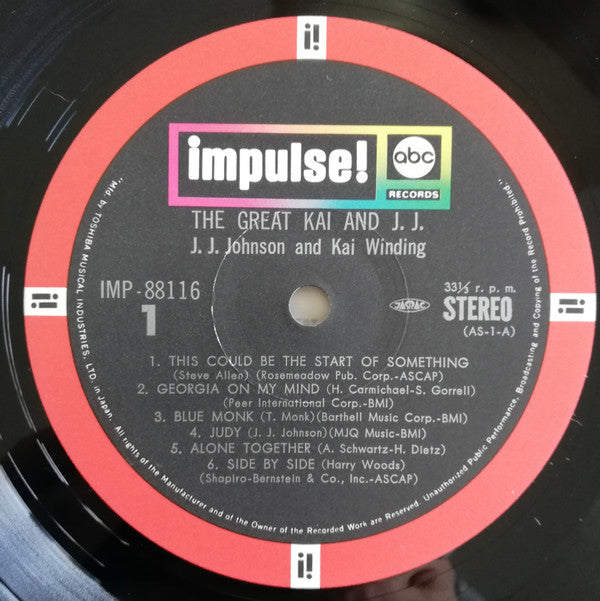 i!
impulse!
abc
RECORDS
THE GREAT KAI AND J. J.
J. J. Johnson and Kai Winding
IMP-88116
1
JASRAC
33⅓ r. p. m.
STEREO
(AS-1-A)
1. THIS COULD BE THE START OF SOMETHING
(Steve Allen) (Rosemeadow Pub. Corp.-ASCAP)
2. GEORGIA ON MY MIND (H. Carmichael-S. Gorrell)
(Peer International Corp.-BMI)
3. BLUE MONK (T. Monk)(Barthell Music Corp.-BMI)
4. JUDY (J. J. Johnson)(MJQ Music-BMI)
5. ALONE TOGETHER (A. Schwartz-H. Dietz)
6. SIDE BY SIDE (Harry Woods)
(Shapiro-Bernstein & Co., Inc.-ASCAP)
"Mfd. by TOSHIBA MUSICAL INDUSTRIES, LTD. in Japan. All rights of the Manufacturer and of the Owner of the Recorded Work are Reserved. Unauthorized Public Performance, Broadcasting and Copying of the Record Prohibited."
i!
i!
i!